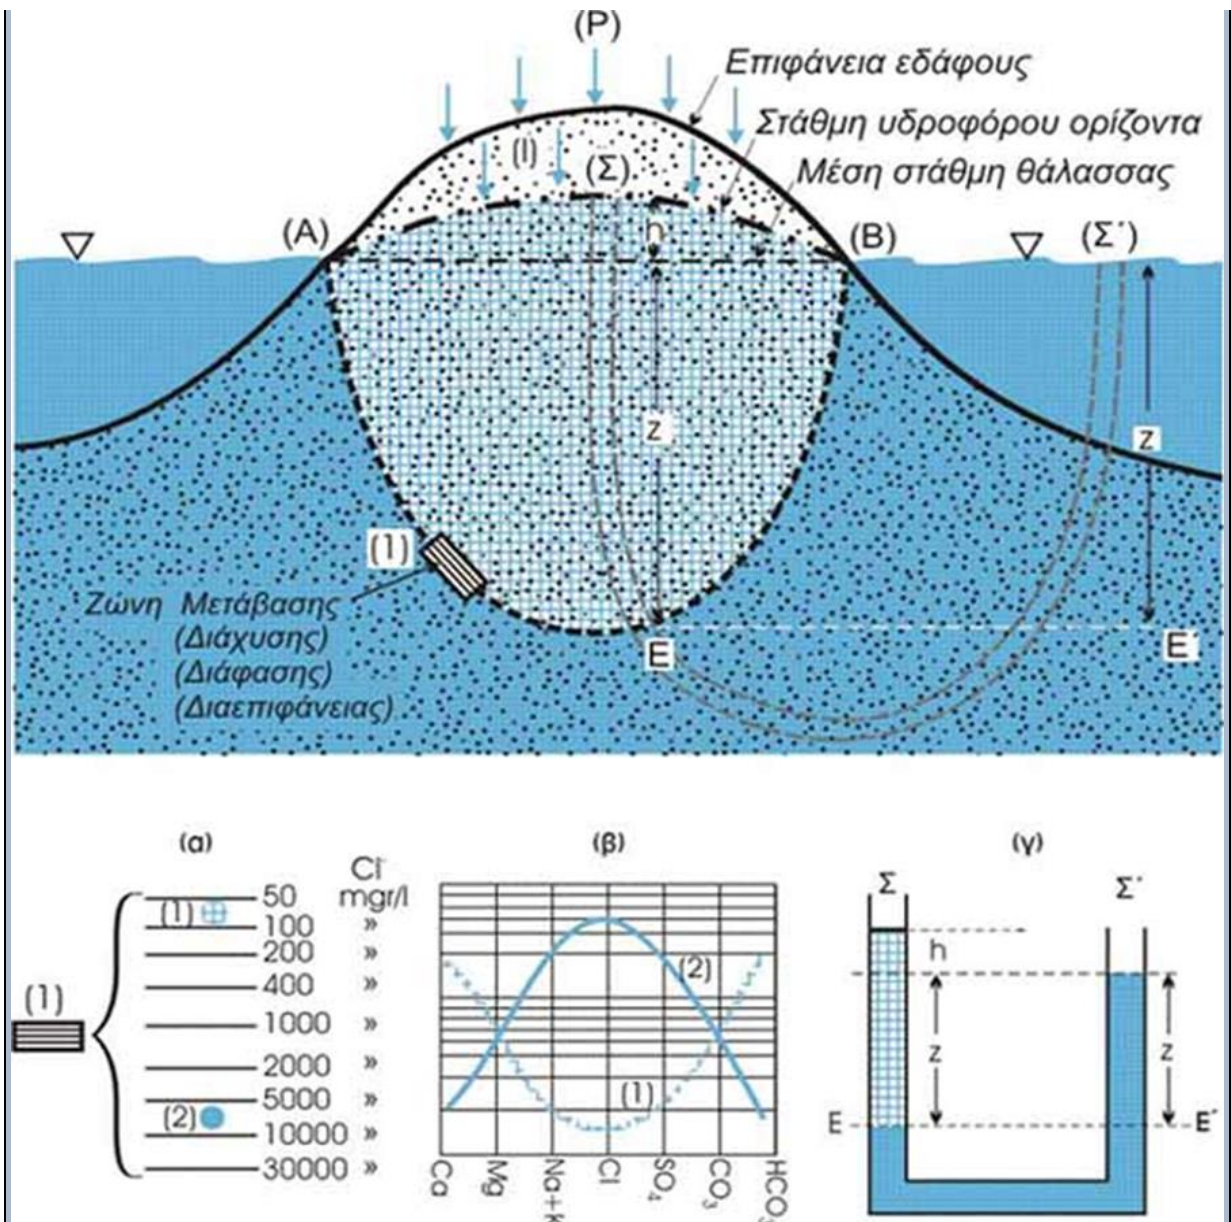 (P)
Επιφάνεια εδάφους
Στάθμη υδροφόρου ορίζοντα
(I)
(Σ)
Μέση στάθμη θάλασσας
(A)
h
(B)
(Σ΄)
z
z
(1)
Ζώνη Μετάβασης
(Διάχυσης)
(Διάφασης)
(Διαεπιφάνειας)
E
E΄
(α)
(β)
(γ)
Cl⁻
mgr/l
50
(1)
100 »
200 »
400 »
(1)
1000 »
2000 »
5000 »
(2)
10000 »
30000 »
(2)
(1)
Ca
Mg
Na+K
Cl
SO₄
CO₃
HCO₃
Σ
Σ΄
h
z
z
E
E΄